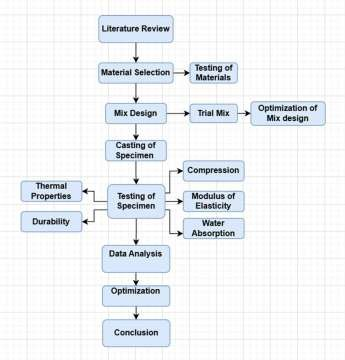 Literature Review
Material Selection
Testing of
Materials
Mix Design
Trial Mix
Optimization of
Mix design
Casting of
Specimen
Compression
Thermal
Properties
Testing of
Specimen
Modulus of
Elasticity
Durability
Water
Absorption
Data Analysis
Optimization
Conclusion